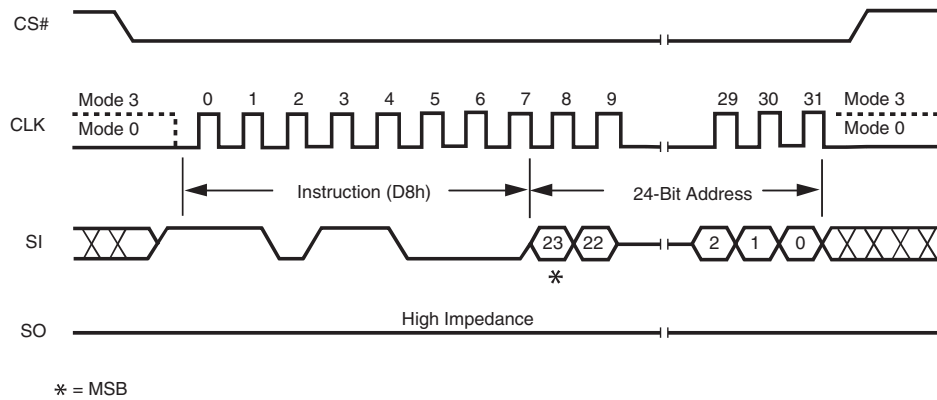 CS#
Mode 3 0 1 2 3 4 5 6 7 8 9 29 30 31 Mode 3
CLK
Mode 0 Mode 0
Instruction (D8h) 24-Bit Address
SI 23 22 2 1 0
*
High Impedance
SO
* = MSB